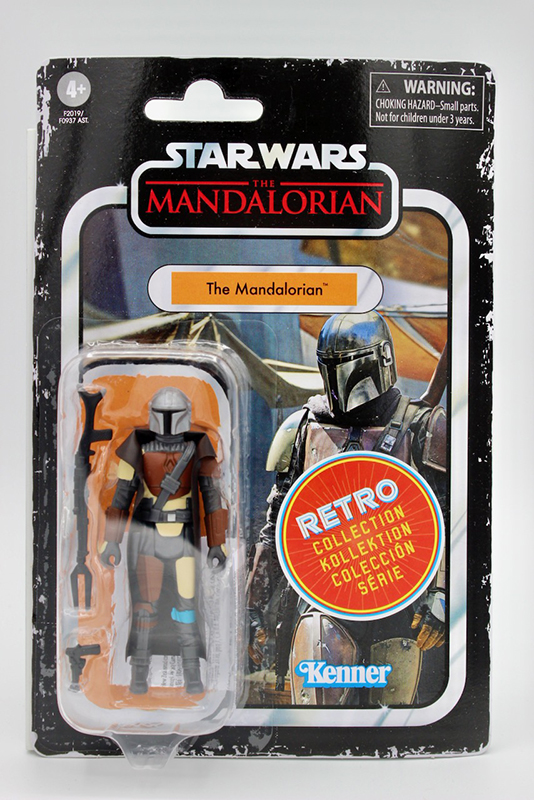 4+
F2019/
F0937 AST.
⚠ WARNING:
CHOKING HAZARD–Small parts.
Not for children under 3 years.
STAR WARS
THE
MANDALORIAN
The Mandalorian™
RETRO
COLLECTION
KOLLEKTION
COLECCIÓN
SÉRIE
Kenner